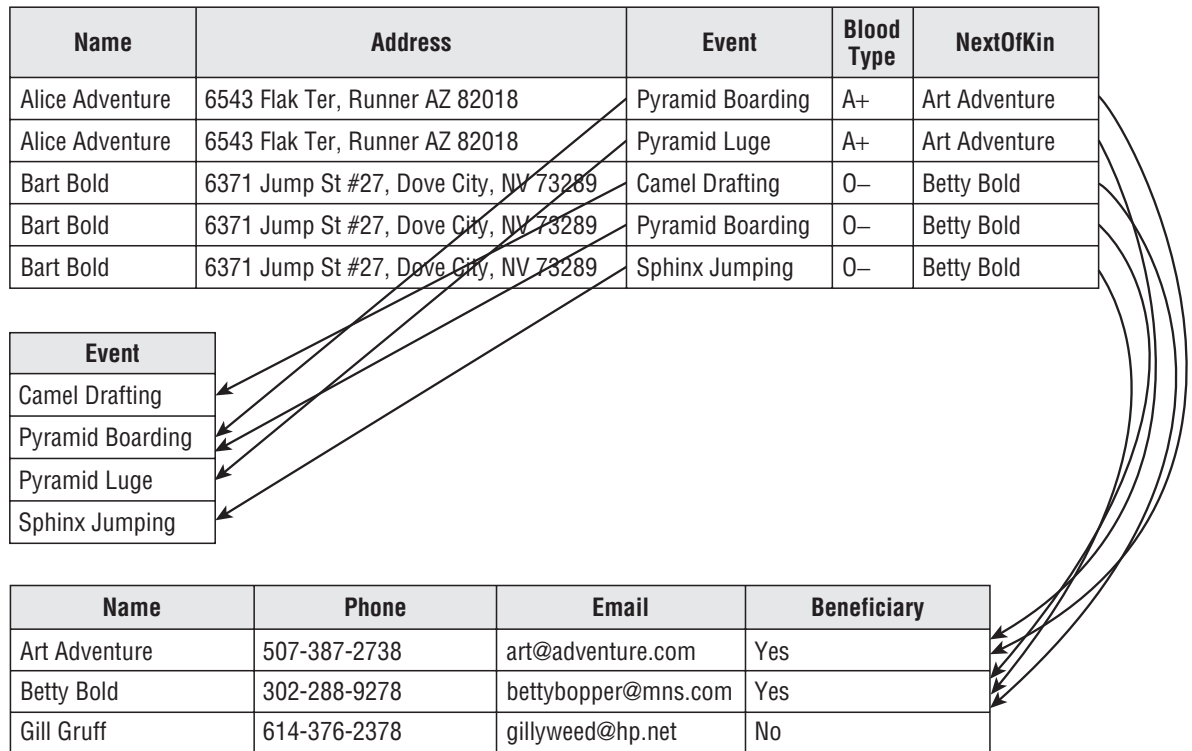 Name Address Event Blood Type NextOfKin
Alice Adventure 6543 Flak Ter, Runner AZ 82018 Pyramid Boarding A+ Art Adventure
Alice Adventure 6543 Flak Ter, Runner AZ 82018 Pyramid Luge A+ Art Adventure
Bart Bold 6371 Jump St #27, Dove City, NV 73289 Camel Drafting O– Betty Bold
Bart Bold 6371 Jump St #27, Dove City, NV 73289 Pyramid Boarding O– Betty Bold
Bart Bold 6371 Jump St #27, Dove City, NV 73289 Sphinx Jumping O– Betty Bold
Event
Camel Drafting
Pyramid Boarding
Pyramid Luge
Sphinx Jumping
Name Phone Email Beneficiary
Art Adventure 507-387-2738 art@adventure.com Yes
Betty Bold 302-288-9278 bettybopper@mns.com Yes
Gill Gruff 614-376-2378 gillyweed@hp.net No